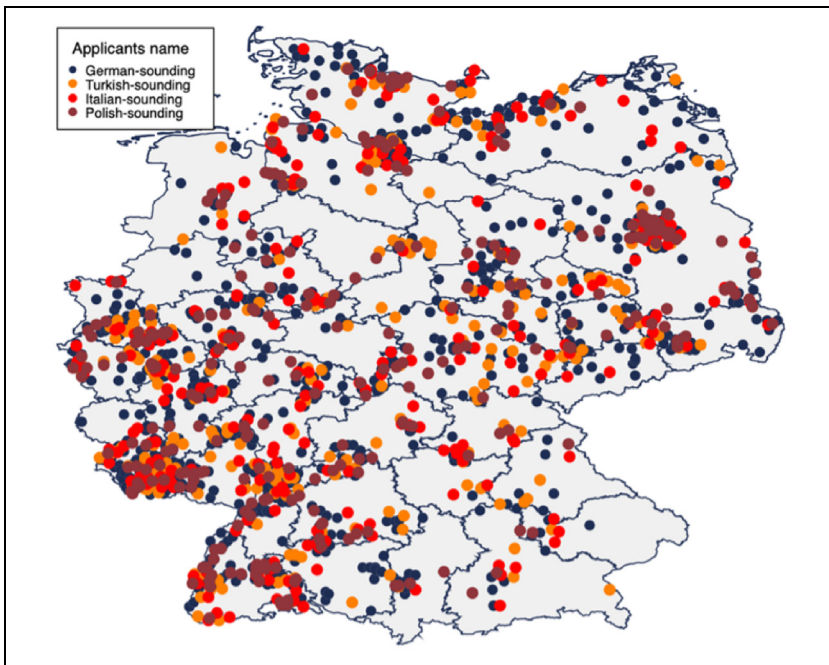 Applicants name
German-sounding
Turkish-sounding
Italian-sounding
Polish-sounding